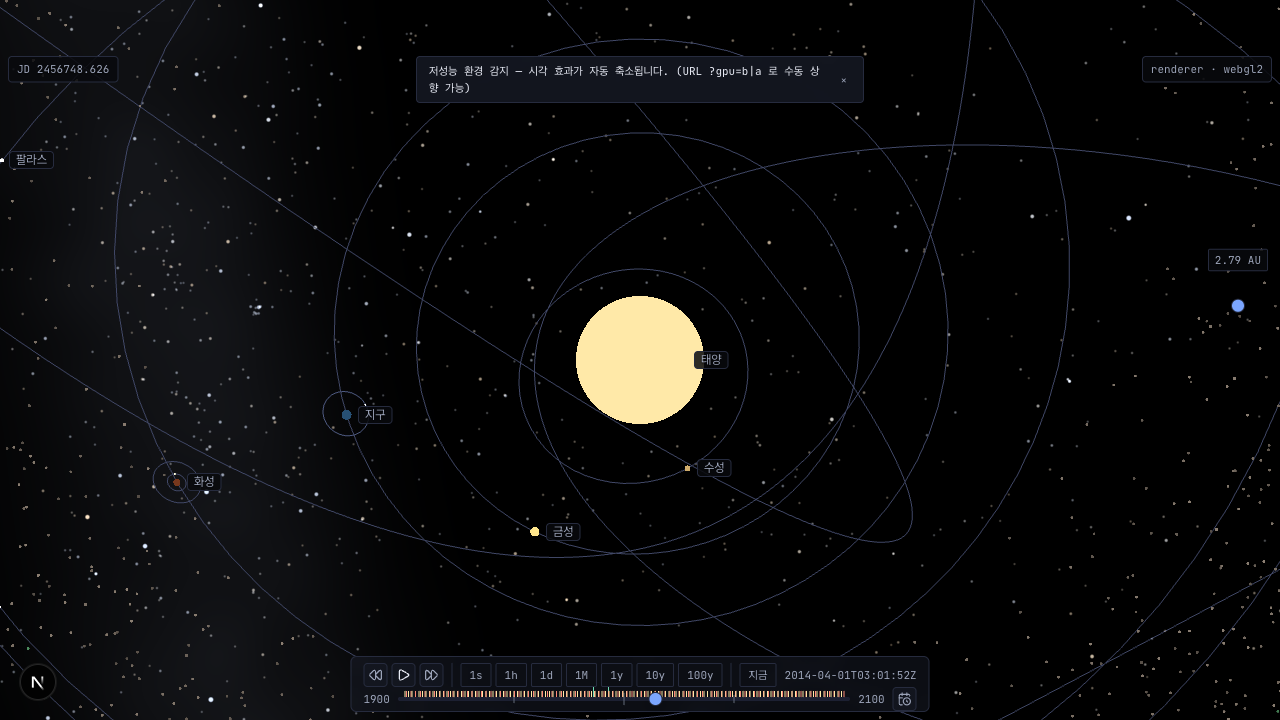 JD 2456748.626
저성능 환경 감지 — 시각 효과가 자동 축소됩니다. (URL ?gpu=b|a 로 수동 상
향 가능)
×
renderer · webgl2
팔라스
2.79 AU
태양
지구
수성
화성
금성
1s 1h 1d 1M 1y 10y 100y 지금 2014-04-01T03:01:52Z
1900 2100
N